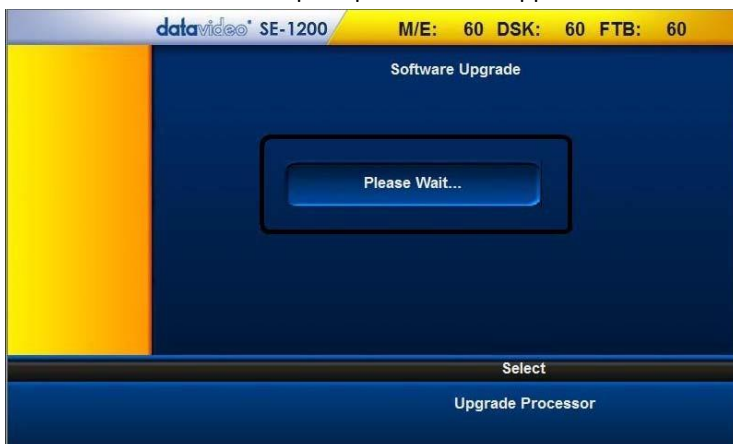 datavideo SE-1200 M/E: 60 DSK: 60 FTB: 60
Software Upgrade
Please Wait...
Select
Upgrade Processor